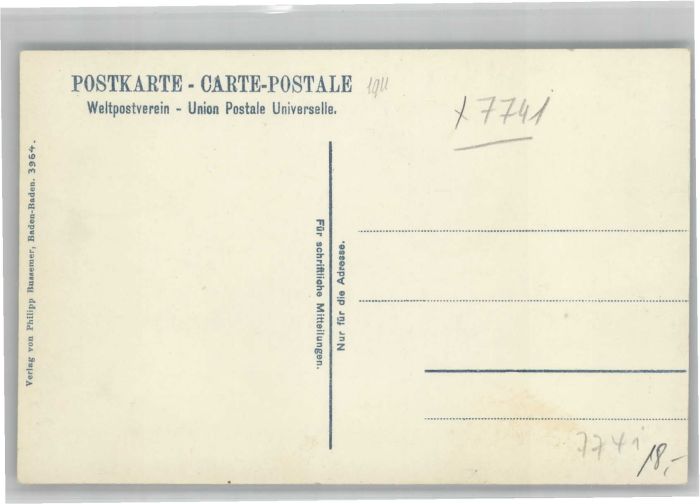 POSTKARTE - CARTE-POSTALE
Weltpostverein - Union Postale Universelle.
1911
x 7741
Verlag von Philipp Bussemer, Baden-Baden. 3964.
Für schriftliche Mitteilungen.
Nur für die Adresse.
7741
18,-